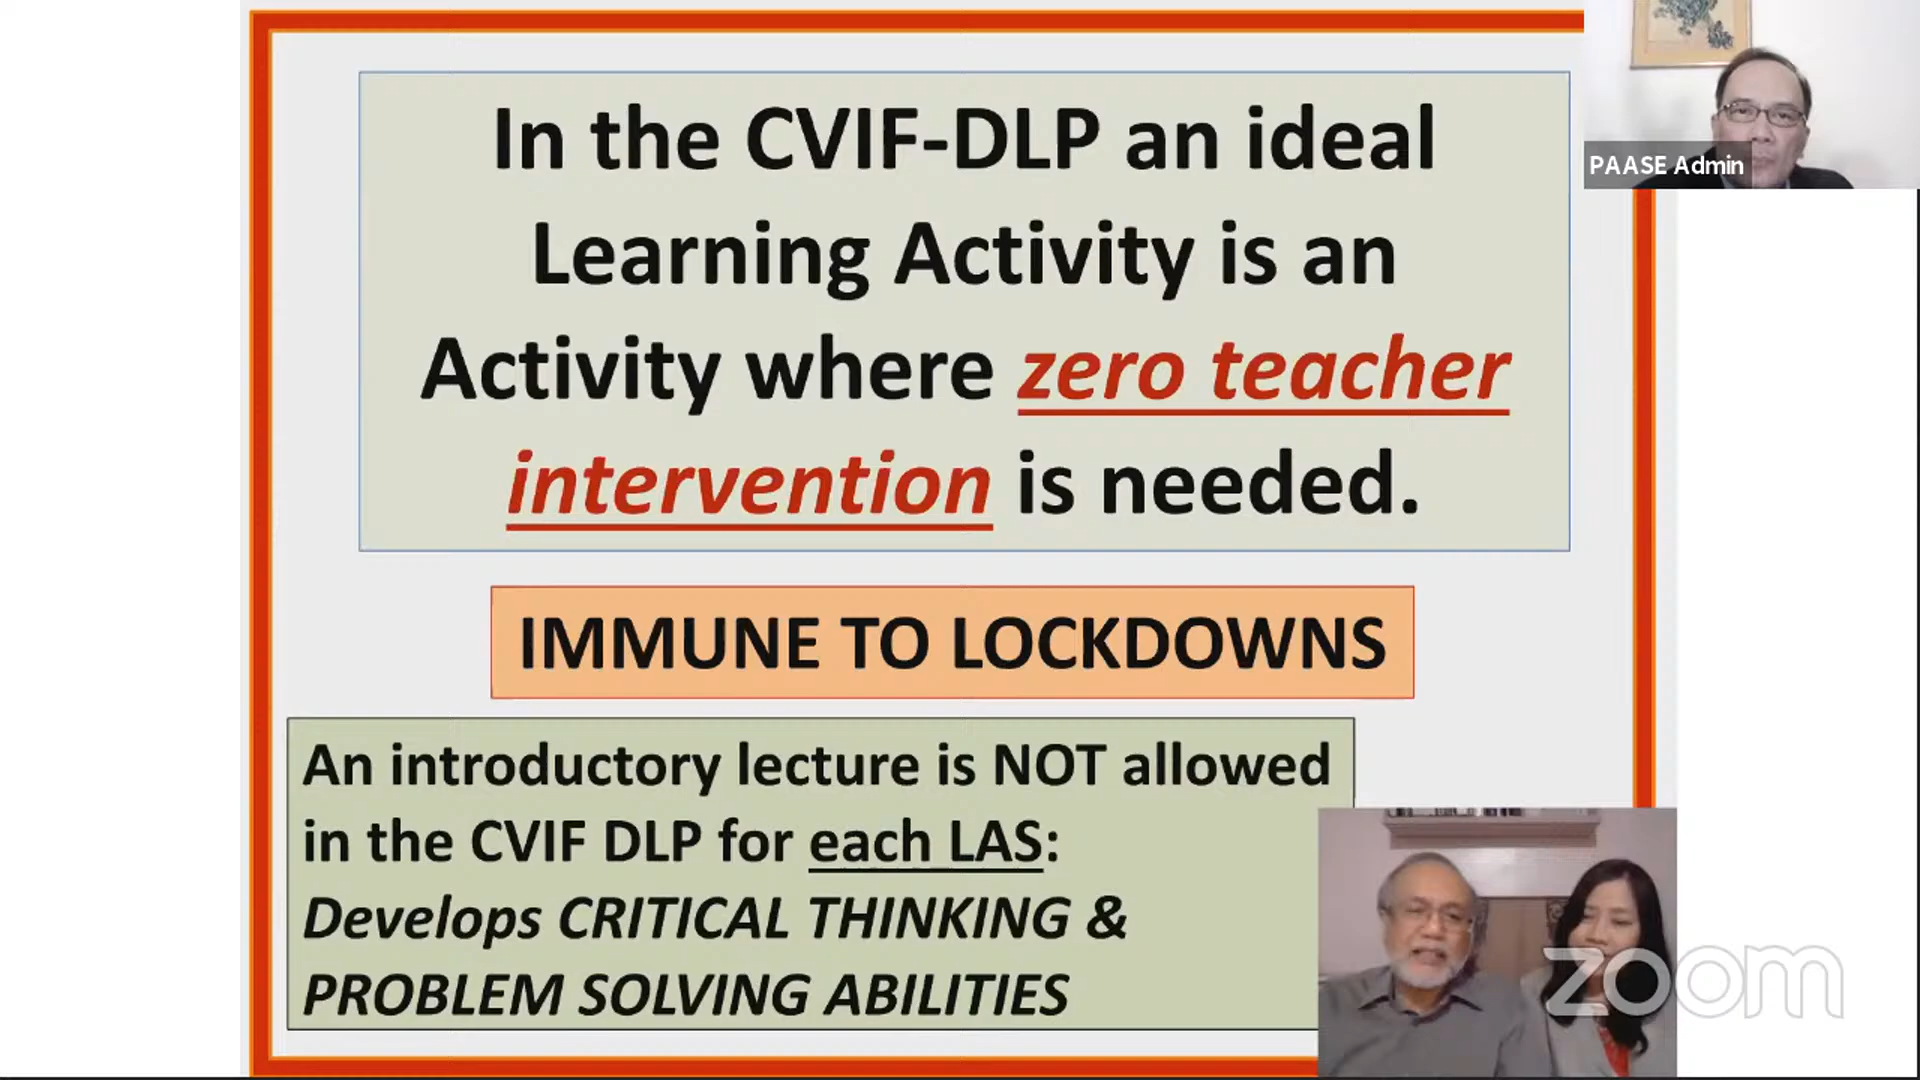 In the CVIF-DLP an ideal
Learning Activity is an
Activity where zero teacher
intervention is needed.
IMMUNE TO LOCKDOWNS
An introductory lecture is NOT allowed
in the CVIF DLP for each LAS:
Develops CRITICAL THINKING &
PROBLEM SOLVING ABILITIES
PAASE Admin
zoom